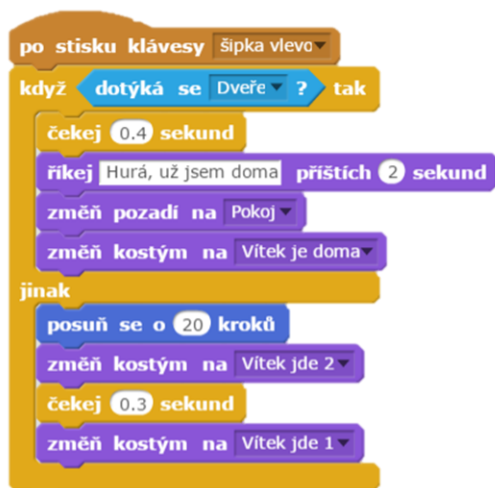 po stisku klávesy šipka vlevo
když dotýká se Dveře ? tak
čekej 0.4 sekund
říkej Hurá, už jsem doma příštích 2 sekund
změň pozadí na Pokoj
změň kostým na Vítek je doma
jinak
posuň se o 20 kroků
změň kostým na Vítek jde 2
čekej 0.3 sekund
změň kostým na Vítek jde 1